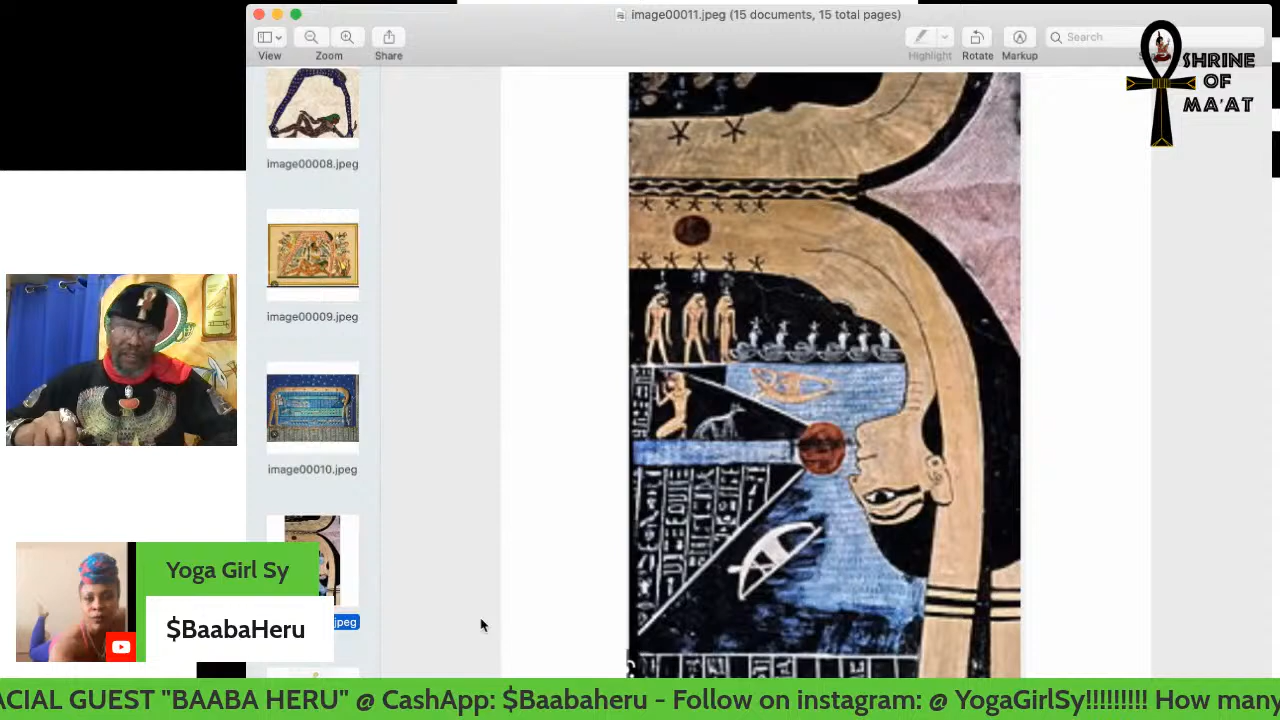 image00011.jpeg (15 documents, 15 total pages)
View
Zoom
Share
Highlight
Rotate
Markup
Search
SHRINE
OF
MA'AT
image00008.jpeg
image00009.jpeg
image00010.jpeg
jpeg
Yoga Girl Sy
$BaabaHeru
ACIAL GUEST "BAABA HERU" @ CashApp: $Baabaheru - Follow on instagram: @ YogaGirlSy!!!!!!!!! How many